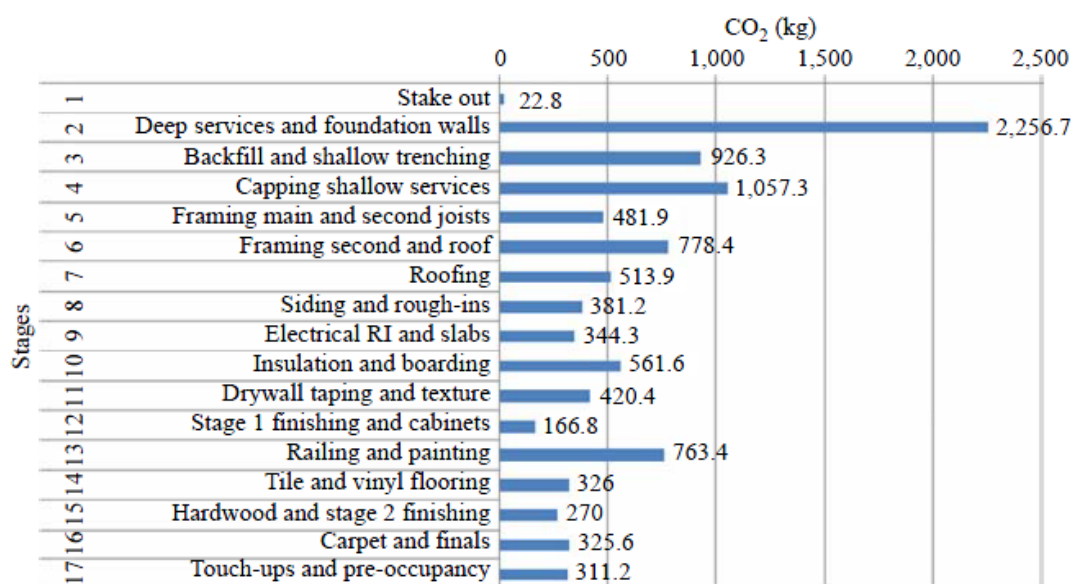 CO₂ (kg)
0 500 1,000 1,500 2,000 2,500
Stages
1 Stake out 22.8
2 Deep services and foundation walls 2,256.7
3 Backfill and shallow trenching 926.3
4 Capping shallow services 1,057.3
5 Framing main and second joists 481.9
6 Framing second and roof 778.4
7 Roofing 513.9
8 Siding and rough-ins 381.2
9 Electrical RI and slabs 344.3
10 Insulation and boarding 561.6
11 Drywall taping and texture 420.4
12 Stage 1 finishing and cabinets 166.8
13 Railing and painting 763.4
14 Tile and vinyl flooring 326
15 Hardwood and stage 2 finishing 270
16 Carpet and finals 325.6
17 Touch-ups and pre-occupancy 311.2